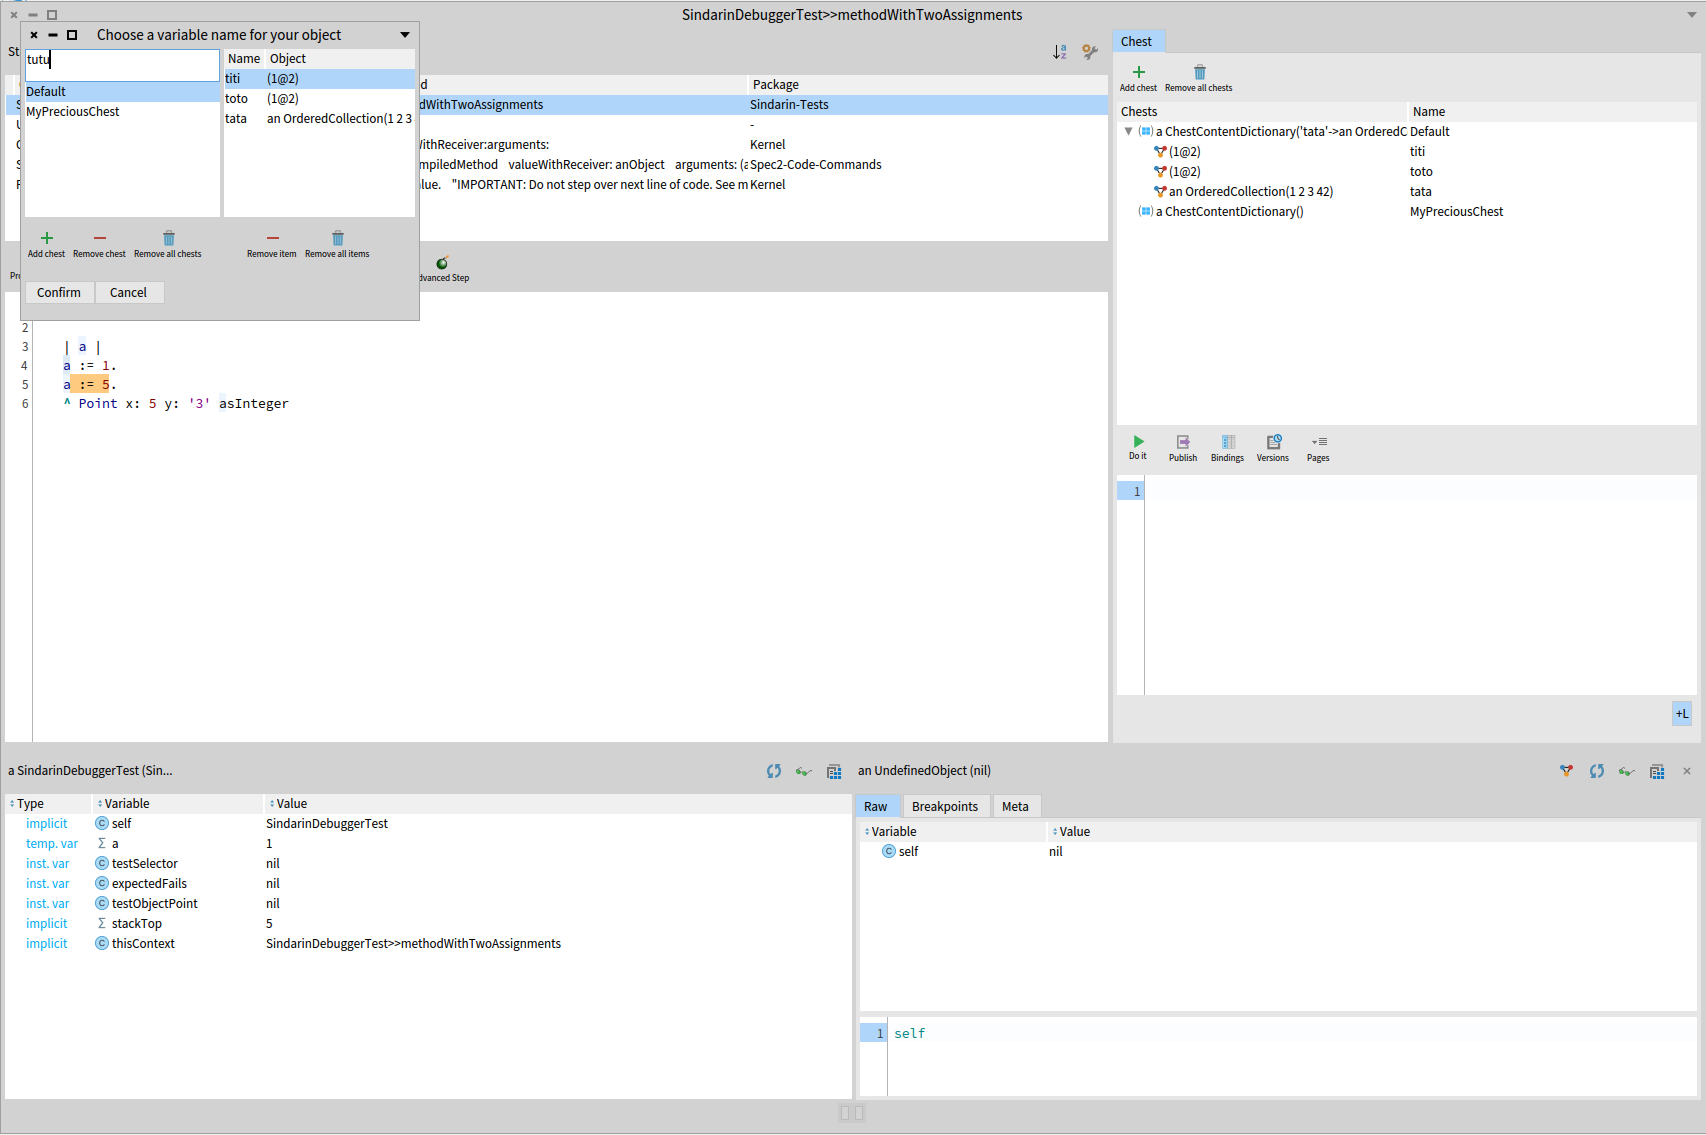 SindarinDebuggerTest>>methodWithTwoAssignments
Choose a variable name for your object
tutu
Default
MyPreciousChest
Name Object
titi (1@2)
toto (1@2)
tata an OrderedCollection(1 2 3
Add chest Remove chest Remove all chests Remove item Remove all items
Confirm Cancel
St
d Package
dWithTwoAssignments Sindarin-Tests
-
/ithReceiver:arguments: Kernel
mpiledMethod valueWithReceiver: anObject arguments: (a Spec2-Code-Commands
lue. "IMPORTANT: Do not step over next line of code. See m Kernel
Pr
dvanced Step
2
3 | a |
4 a := 1.
5 a := 5.
6 ^ Point x: 5 y: '3' asInteger
Chest
Add chest Remove all chests
Chests Name
a ChestContentDictionary('tata'->an OrderedC Default
(1@2) titi
(1@2) toto
an OrderedCollection(1 2 3 42) tata
a ChestContentDictionary() MyPreciousChest
Do it Publish Bindings Versions Pages
1
+L
a SindarinDebuggerTest (Sin...
Type Variable Value
implicit self SindarinDebuggerTest
temp. var a 1
inst. var testSelector nil
inst. var expectedFails nil
inst. var testObjectPoint nil
implicit stackTop 5
implicit thisContext SindarinDebuggerTest>>methodWithTwoAssignments
an UndefinedObject (nil)
Raw Breakpoints Meta
Variable Value
self nil
1 self